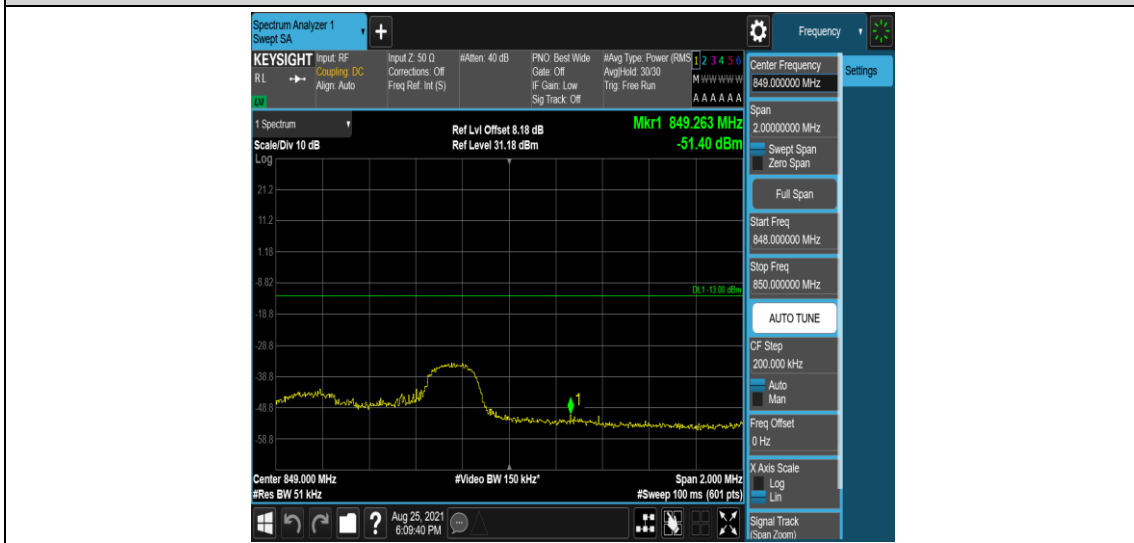 Spectrum Analyzer 1
Swept SA
+
Frequency
KEYSIGHT
RL
LXI
Input: RF
Coupling: DC
Align: Auto
Input Z: 50 Ω
Corrections: Off
Freq Ref: Int (S)
#Atten: 40 dB
PNO: Best Wide
Gate: Off
IF Gain: Low
Sig Track: Off
#Avg Type: Power (RMS
Avg|Hold: 30/30
Trig: Free Run
1 2 3 4 5 6
M W W W W W
A A A A A A
1 Spectrum
Scale/Div 10 dB
Log
Ref Lvl Offset 8.18 dB
Ref Level 31.18 dBm
Mkr1 849.263 MHz
-51.40 dBm
21.2
11.2
1.18
-8.82
DL1 -13.00 dBm
-18.8
-28.8
-38.8
-48.8
1
-58.8
Center 849.000 MHz
#Res BW 51 kHz
#Video BW 150 kHz*
Span 2.000 MHz
#Sweep 100 ms (601 pts)
Center Frequency
849.000000 MHz
Settings
Span
2.00000000 MHz
Swept Span
Zero Span
Full Span
Start Freq
848.000000 MHz
Stop Freq
850.000000 MHz
AUTO TUNE
CF Step
200.000 kHz
Auto
Man
Freq Offset
0 Hz
X Axis Scale
Log
Lin
Signal Track
(Span Zoom)
?
Aug 25, 2021
6:09:40 PM